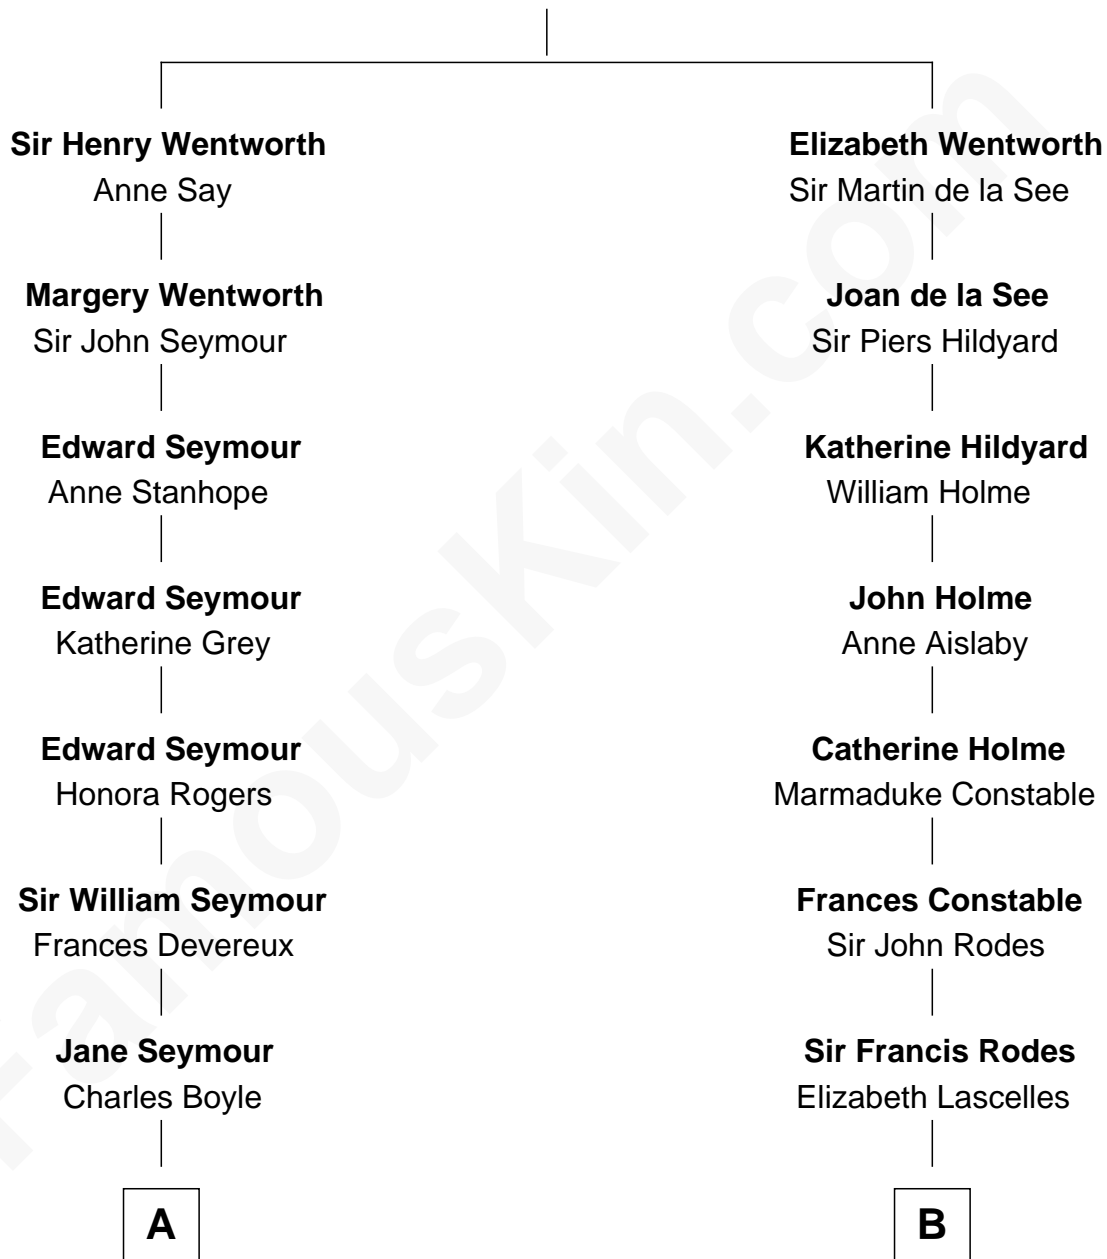 Sir Henry Wentworth
Anne Say
Elizabeth Wentworth
Sir Martin de la See
Margery Wentworth
Sir John Seymour
Joan de la See
Sir Piers Hildyard
Edward Seymour
Anne Stanhope
Katherine Hildyard
William Holme
Edward Seymour
Katherine Grey
John Holme
Anne Aislaby
Edward Seymour
Honora Rogers
Catherine Holme
Marmaduke Constable
Sir William Seymour
Frances Devereux
Frances Constable
Sir John Rodes
Jane Seymour
Charles Boyle
Sir Francis Rodes
Elizabeth Lascelles
A
B
FamousKin.com